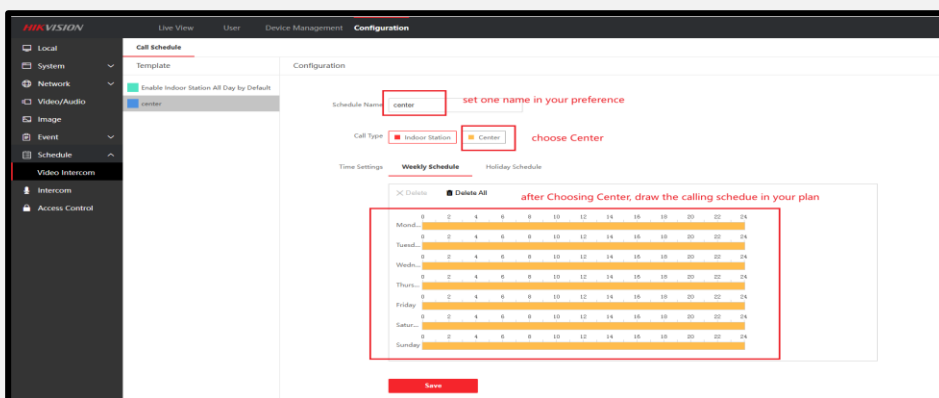 HIKVISION Live View User Device Management Configuration
Local
System
Network
Video/Audio
Image
Event
Schedule
Video Intercom
Intercom
Access Control
Call Schedule
Template
Enable Indoor Station All Day by Default
center
Configuration
Schedule Name center set one name in your preference
Call Type Indoor Station Center choose Center
Time Settings Weekly Schedule Holiday Schedule
Delete Delete All
after Choosing Center, draw the calling schedue in your plan
0 2 4 6 8 10 12 14 16 18 20 22 24
Mond...
0 2 4 6 8 10 12 14 16 18 20 22 24
Tuesd...
0 2 4 6 8 10 12 14 16 18 20 22 24
Wedn...
0 2 4 6 8 10 12 14 16 18 20 22 24
Thurs...
0 2 4 6 8 10 12 14 16 18 20 22 24
Friday
0 2 4 6 8 10 12 14 16 18 20 22 24
Satur...
0 2 4 6 8 10 12 14 16 18 20 22 24
Sunday
Save